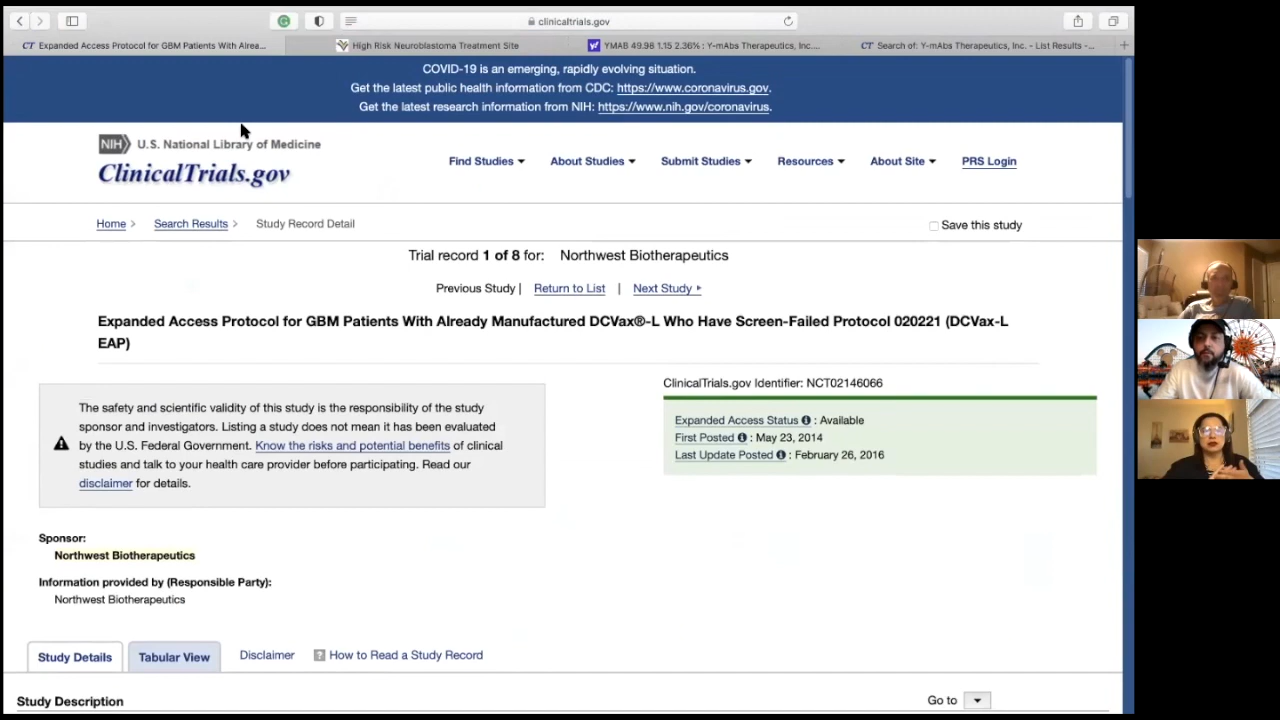 clinicaltrials.gov
CT Expanded Access Protocol for GBM Patients With Alrea...
High Risk Neuroblastoma Treatment Site
YMAB 49.98 1.15 2.36% : Y-mAbs Therapeutics, Inc....
CT Search of: Y-mAbs Therapeutics, Inc. - List Results -...
COVID-19 is an emerging, rapidly evolving situation.
Get the latest public health information from CDC: https://www.coronavirus.gov.
Get the latest research information from NIH: https://www.nih.gov/coronavirus.
NIH U.S. National Library of Medicine
ClinicalTrials.gov
Find Studies About Studies Submit Studies Resources About Site PRS Login
Home > Search Results > Study Record Detail
Save this study
Trial record 1 of 8 for: Northwest Biotherapeutics
Previous Study | Return to List | Next Study
Expanded Access Protocol for GBM Patients With Already Manufactured DCVax®-L Who Have Screen-Failed Protocol 020221 (DCVax-L
EAP)
The safety and scientific validity of this study is the responsibility of the study
sponsor and investigators. Listing a study does not mean it has been evaluated
by the U.S. Federal Government. Know the risks and potential benefits of clinical
studies and talk to your health care provider before participating. Read our
disclaimer for details.
ClinicalTrials.gov Identifier: NCT02146066
Expanded Access Status : Available
First Posted : May 23, 2014
Last Update Posted : February 26, 2016
Sponsor:
Northwest Biotherapeutics
Information provided by (Responsible Party):
Northwest Biotherapeutics
Study Details Tabular View Disclaimer ? How to Read a Study Record
Study Description
Go to